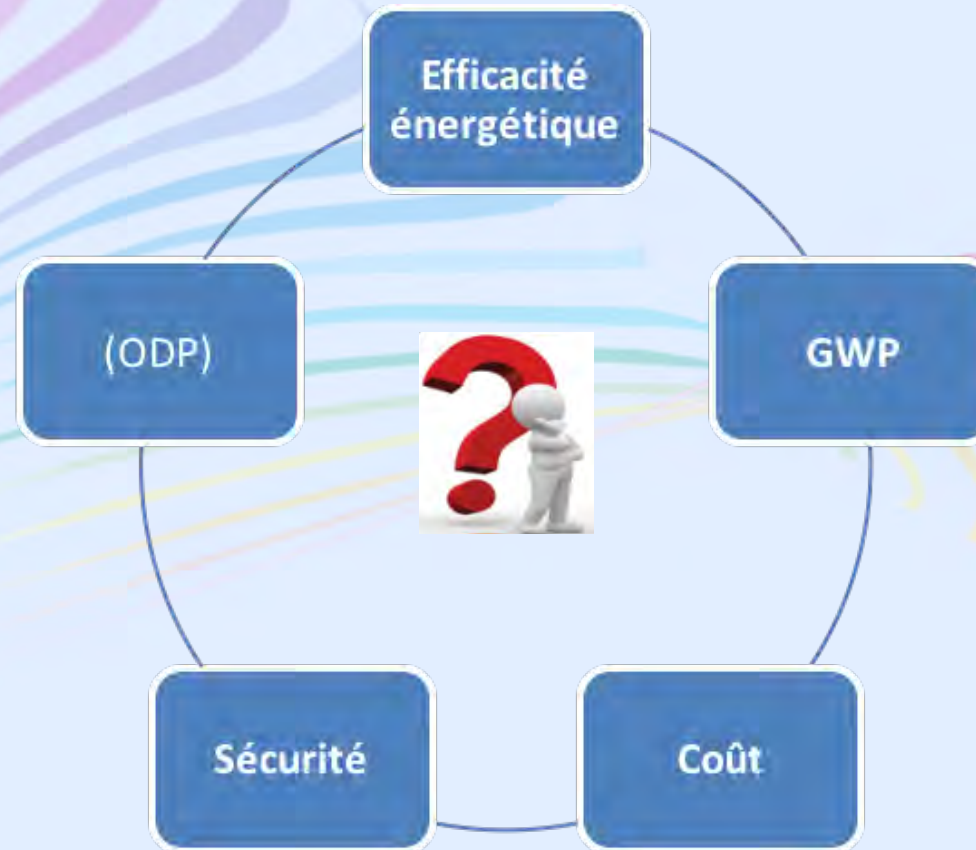 Efficacité
énergétique
(ODP)
GWP
Sécurité
Coût